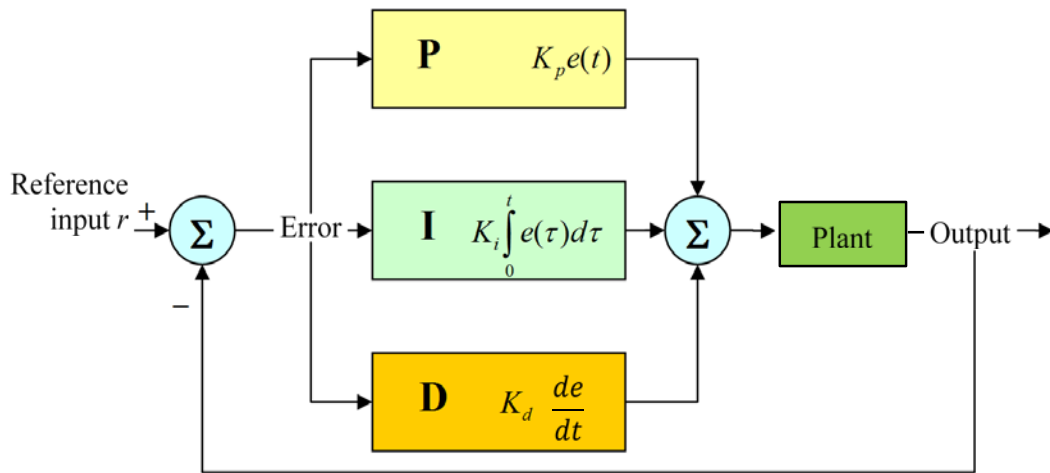 P K_p e(t)
Reference
input r +
Σ
Error
I K_i ∫_0^t e(τ)dτ
Σ
Plant
Output
−
D K_d de/dt